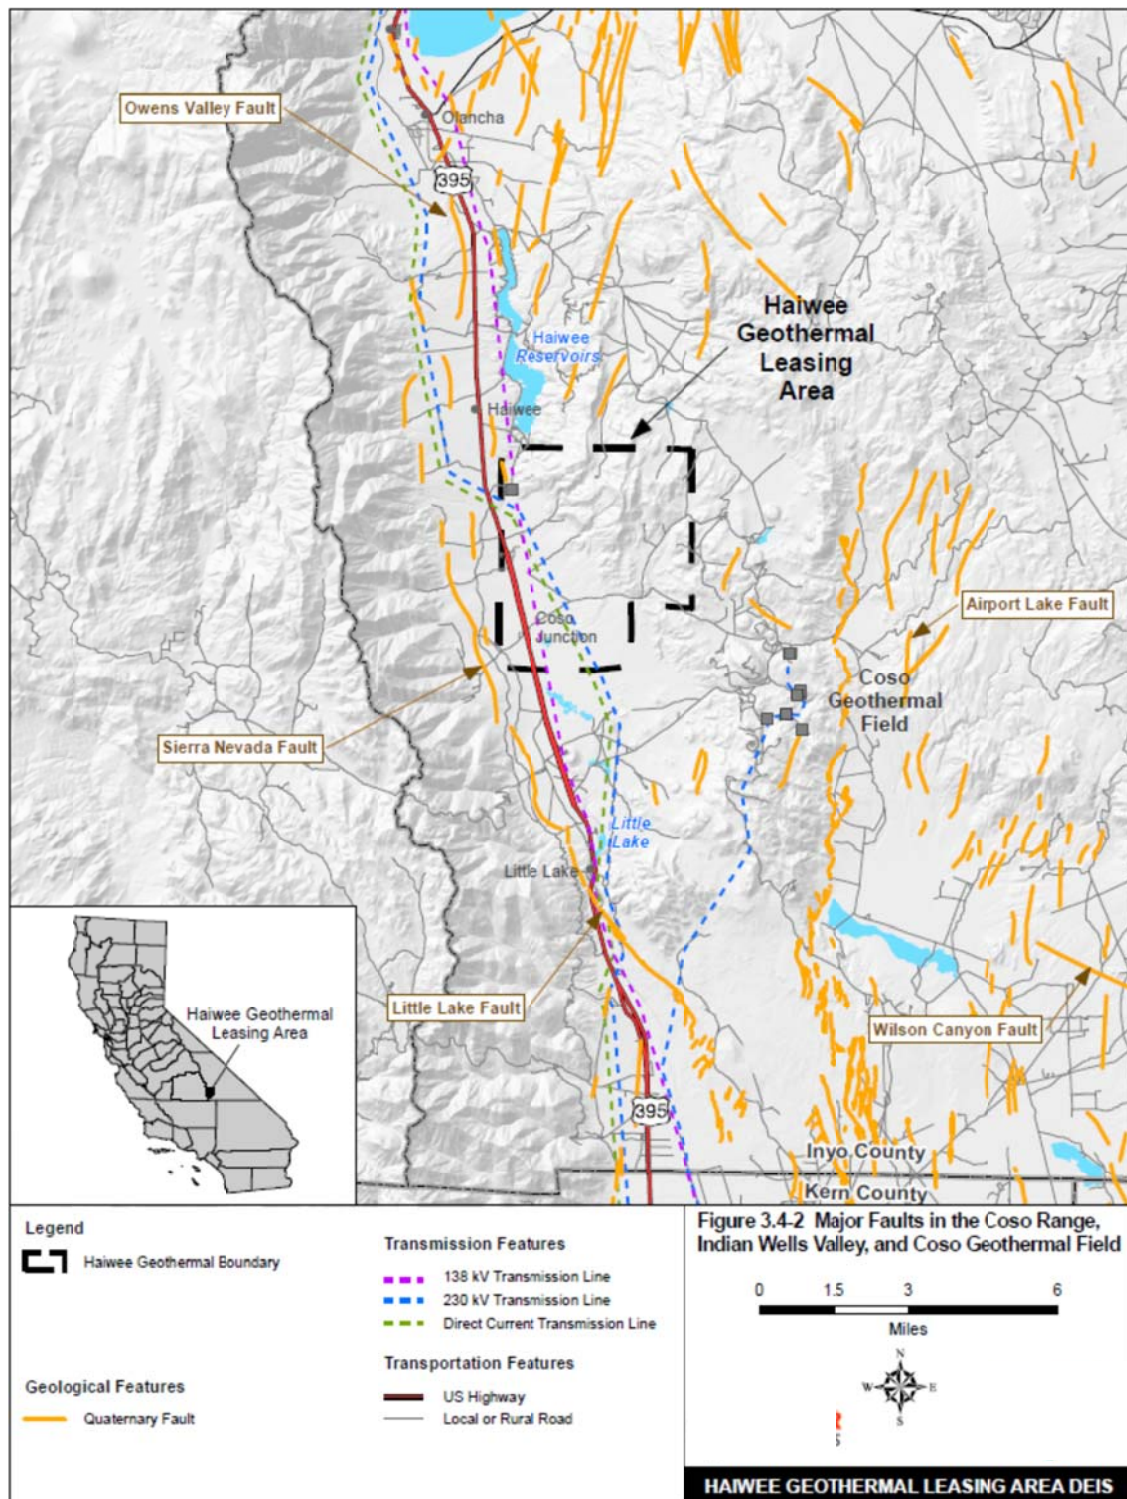 Owens Valley Fault
Olancha
395
Haiwee
Geothermal
Leasing
Area
Haiwee
Reservoirs
Haiwee
Airport Lake Fault
Coso
Junction
Coso
Geothermal
Field
Sierra Nevada Fault
Little
Lake
Little Lake
Little Lake Fault
Wilson Canyon Fault
Haiwee Geothermal
Leasing Area
395
Inyo County
Kern County
Legend
Haiwee Geothermal Boundary
Geological Features
Quaternary Fault
Transmission Features
138 kV Transmission Line
230 kV Transmission Line
Direct Current Transmission Line
Transportation Features
US Highway
Local or Rural Road
Figure 3.4-2 Major Faults in the Coso Range,
Indian Wells Valley, and Coso Geothermal Field
0 1.5 3 6
Miles
N
W E
S
HAIWEE GEOTHERMAL LEASING AREA DEIS